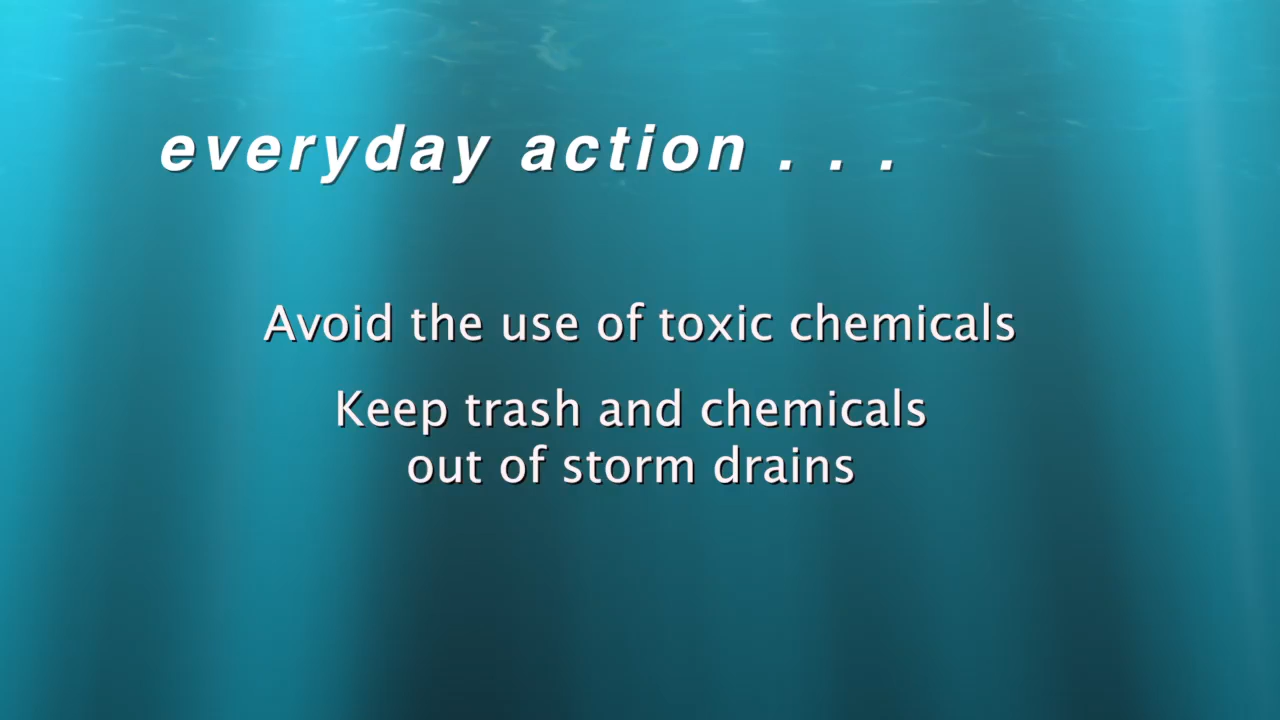 everyday action . . .
Avoid the use of toxic chemicals
Keep trash and chemicals
out of storm drains